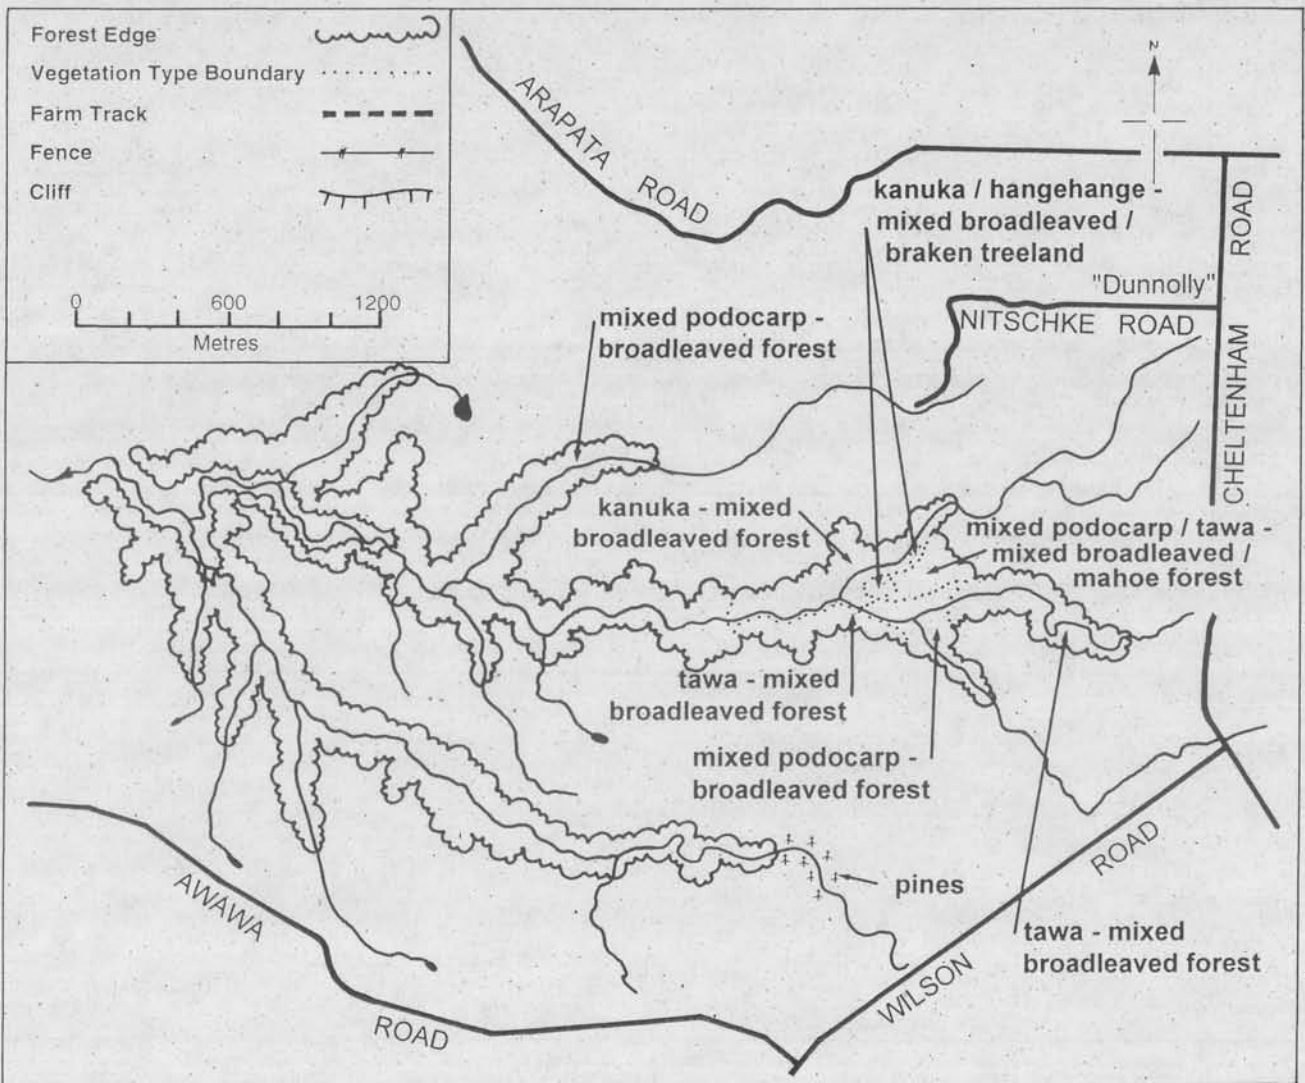 Forest Edge
Vegetation Type Boundary
Farm Track
Fence
Cliff
0 600 1200
Metres
N
ARAPATA
ROAD
kanuka / hangehange -
mixed broadleaved /
braken treeland
"Dunnolly"
NITSCHKE ROAD
CHELTENHAM ROAD
mixed podocarp -
broadleaved forest
kanuka - mixed
broadleaved forest
mixed podocarp / tawa -
mixed broadleaved /
mahoe forest
tawa - mixed
broadleaved forest
mixed podocarp -
broadleaved forest
pines
tawa - mixed
broadleaved forest
WILSON ROAD
AWAWA
ROAD